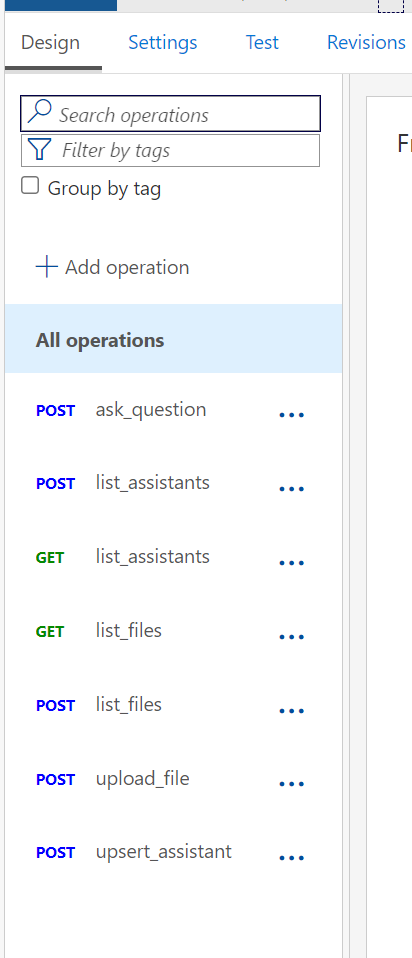 Design Settings Test Revisions
Search operations
Filter by tags
Group by tag
Add operation
All operations
POST ask_question
POST list_assistants
GET list_assistants
GET list_files
POST list_files
POST upload_file
POST upsert_assistant